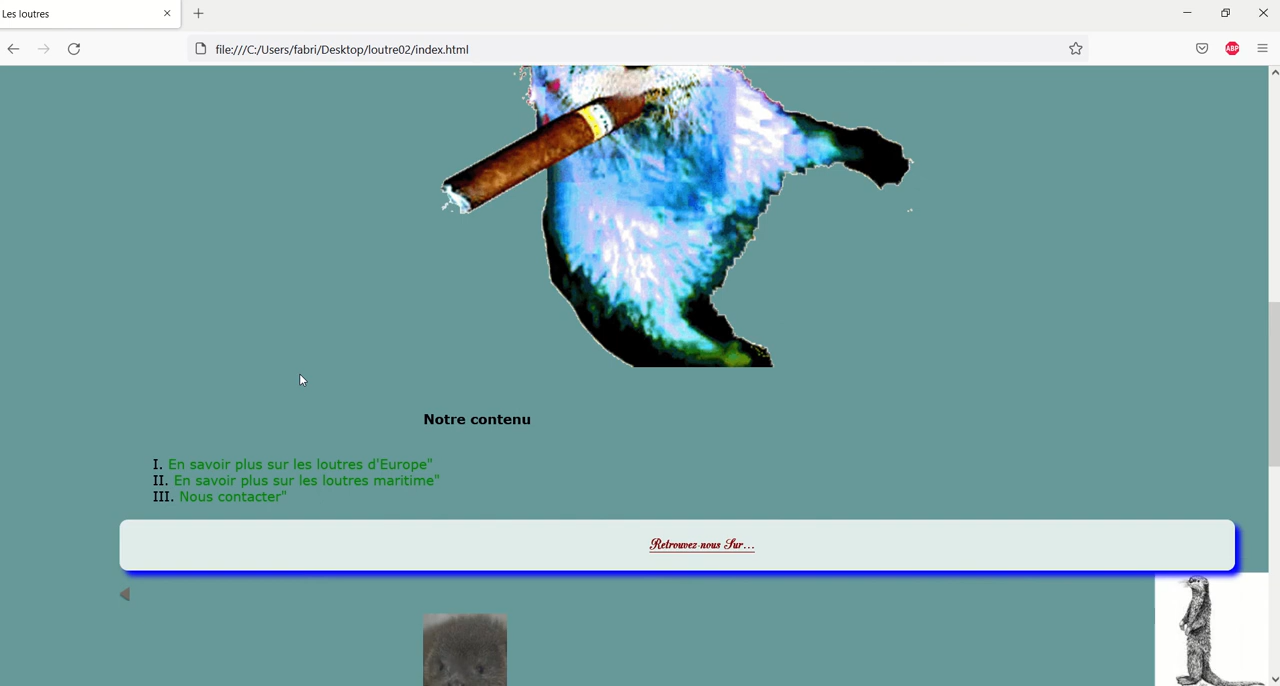 Les loutres
file:///C:/Users/fabri/Desktop/loutre02/index.html
ABP
Notre contenu
I. En savoir plus sur les loutres d'Europe"
II. En savoir plus sur les loutres maritime"
III. Nous contacter"
Retrouvez-nous Sur...